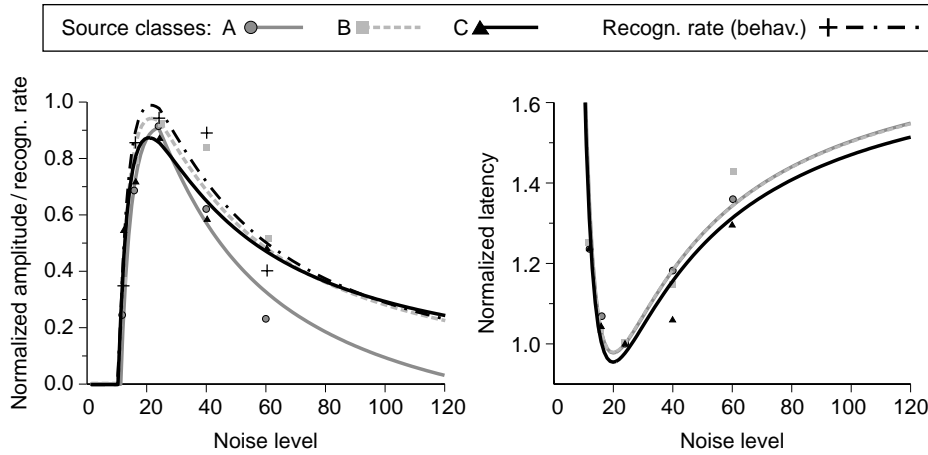 Source classes: A B C Recogn. rate (behav.)
Normalized amplitude/recogn. rate
1.0
0.8
0.6
0.4
0.2
0.0
0 20 40 60 80 100 120
Noise level
Normalized latency
1.6
1.4
1.2
1.0
0 20 40 60 80 100 120
Noise level